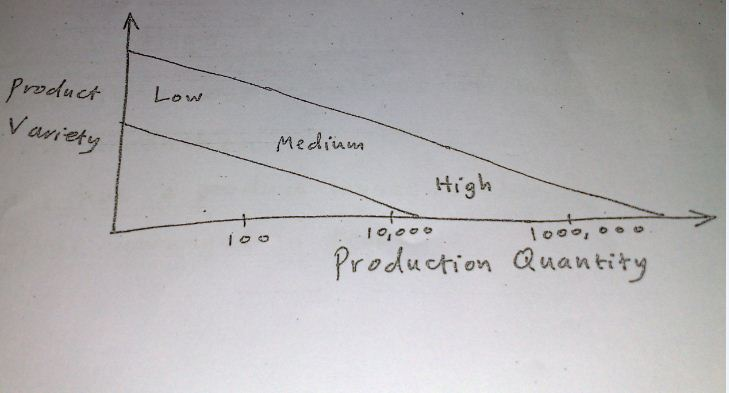 Product
Variety
Low
Medium
High
100
10,000
1000,000
Production Quantity